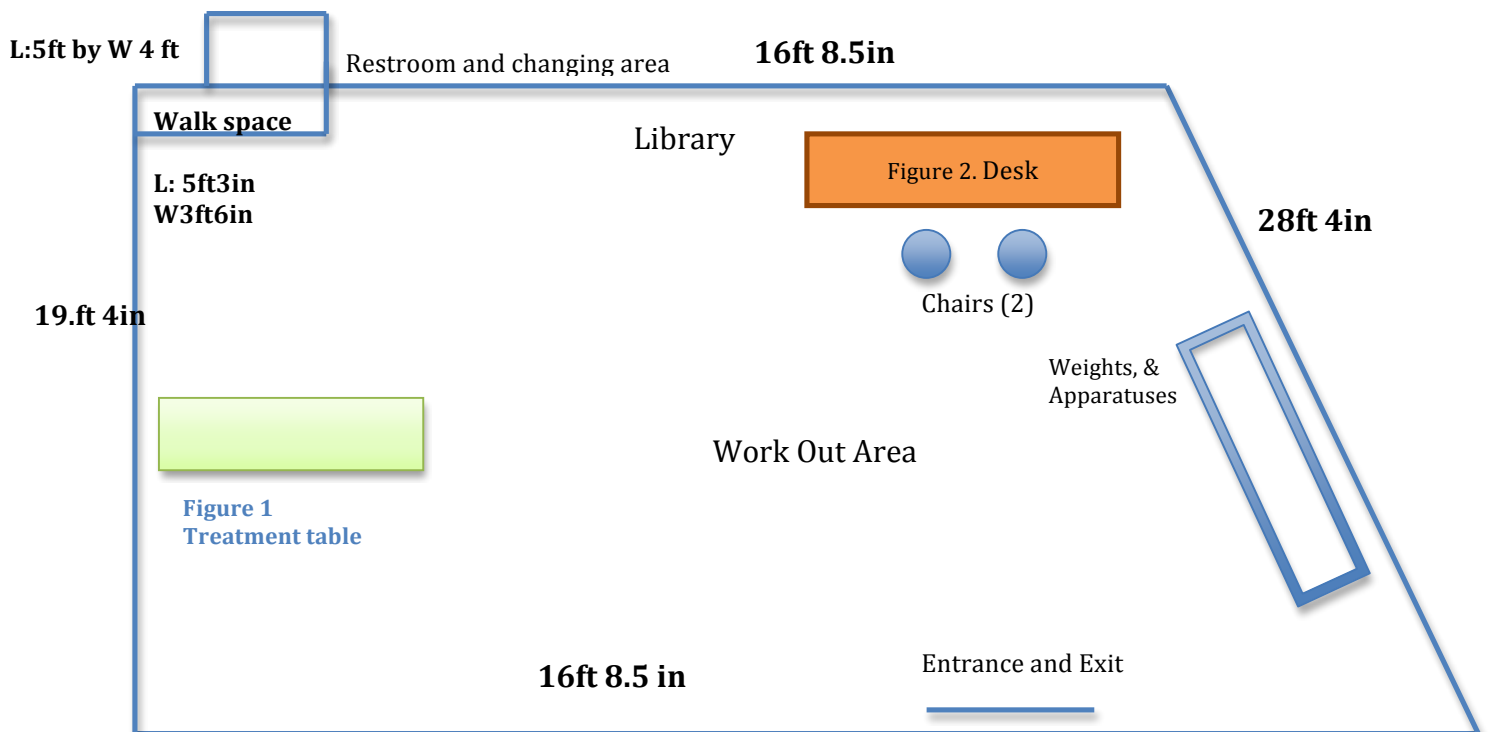 L:5ft by W 4 ft
Restroom and changing area
16ft 8.5in
Walk space
Library
Figure 2. Desk
L: 5ft3in
W3ft6in
28ft 4in
Chairs (2)
19.ft 4in
Weights, &
Apparatuses
Work Out Area
Figure 1
Treatment table
16ft 8.5 in
Entrance and Exit